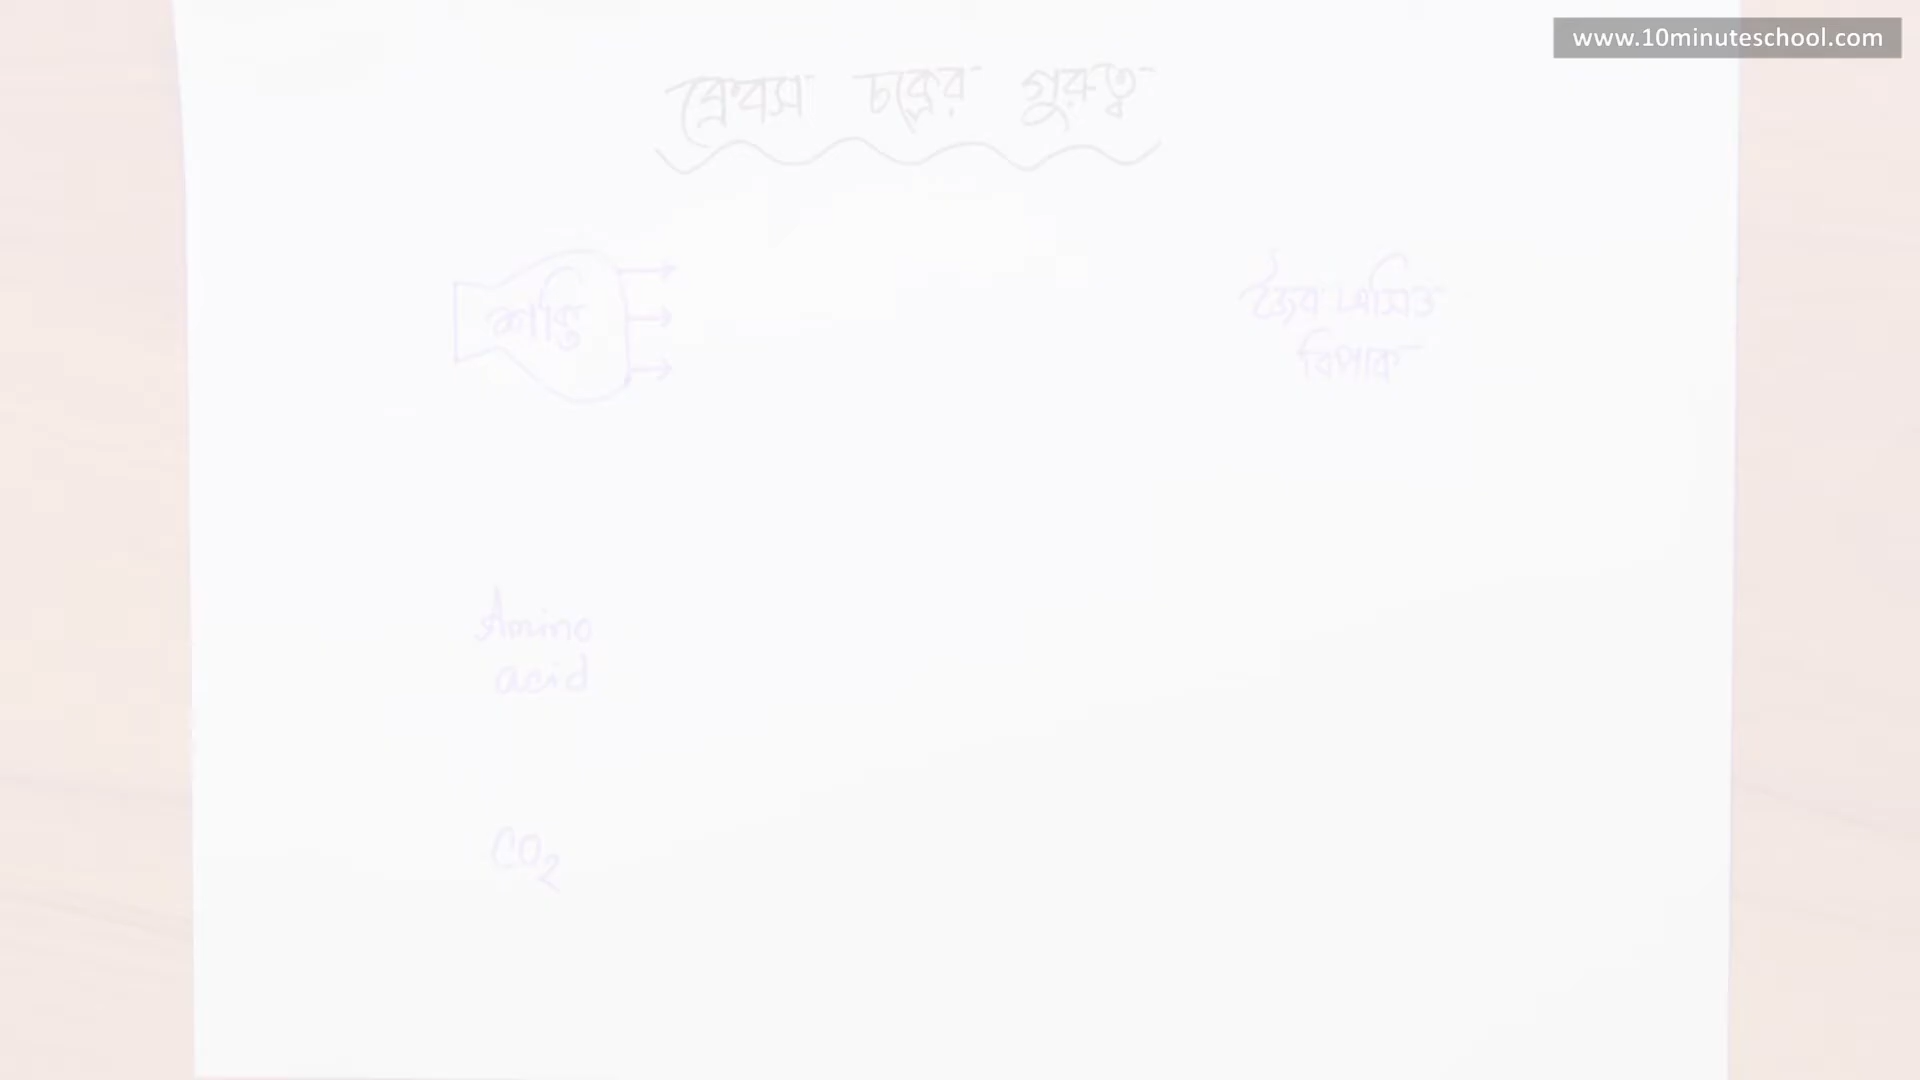 www.10minuteschool.com
ক্রেবস চক্রের গুরুত্ব
শক্তি
জৈব এসিড
বিপাক
Amino
acid
CO2